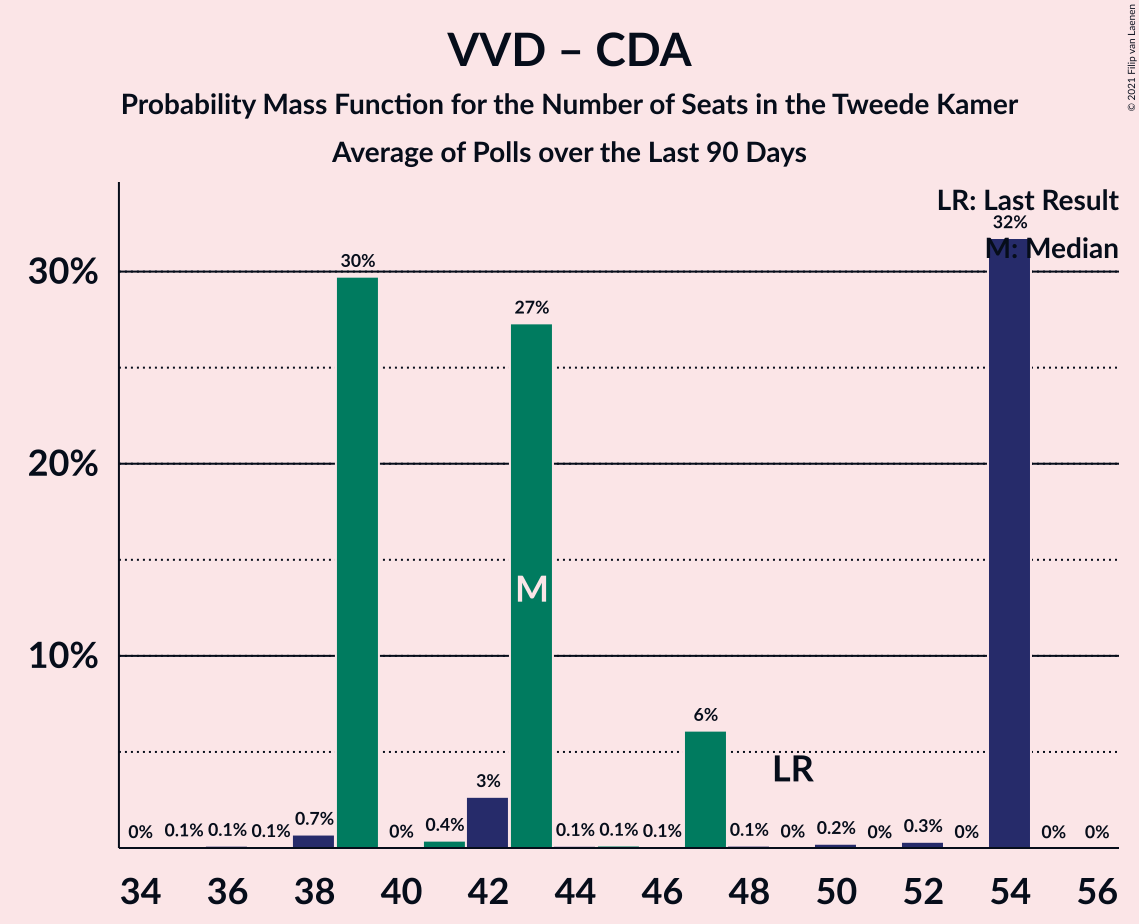 VVD – CDA
Probability Mass Function for the Number of Seats in the Tweede Kamer
Average of Polls over the Last 90 Days
© 2021 Filip van Laenen
LR: Last Result
M: Median
30%
20%
10%
0% 0.1% 0.1% 0.1% 0.7% 30% 0% 0.4% 3% 27% 0.1% 0.1% 0.1% 6% 0.1% 0% 0.2% 0% 0.3% 0% 32% 0% 0%
M
LR
34 36 38 40 42 44 46 48 50 52 54 56